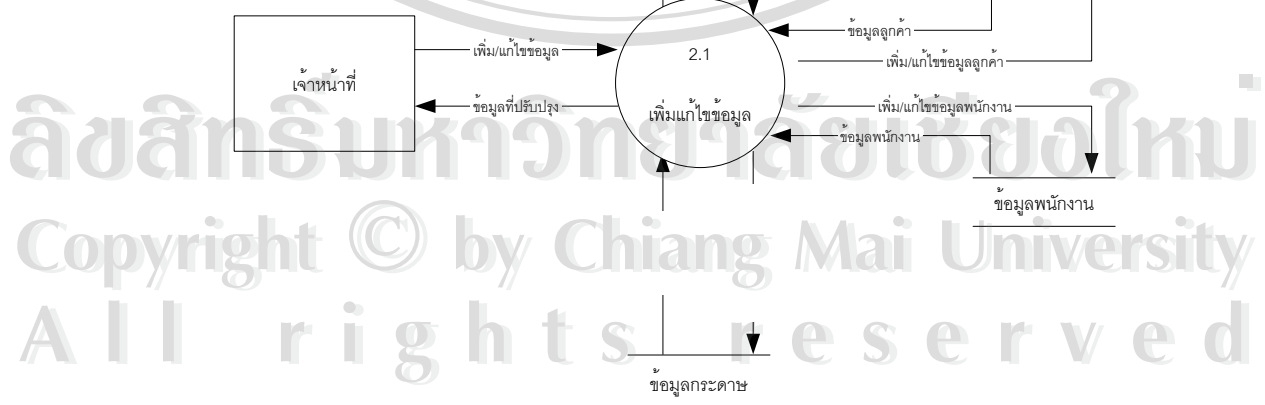 ข้อมูลลูกค้า
เพิ่ม/แก้ไขข้อมูล
2.1
เพิ่ม/แก้ไขข้อมูลลูกค้า
เจ้าหน้าที่
ข้อมูลที่ปรับปรุง
เพิ่มแก้ไขข้อมูล
เพิ่ม/แก้ไขข้อมูลพนักงาน
ข้อมูลพนักงาน
ลิขสิทธิ์มหาวิทยาลัยเชียงใหม่
ข้อมูลพนักงาน
Copyright © by Chiang Mai University
All rights reserved
ข้อมูลกระดาษ